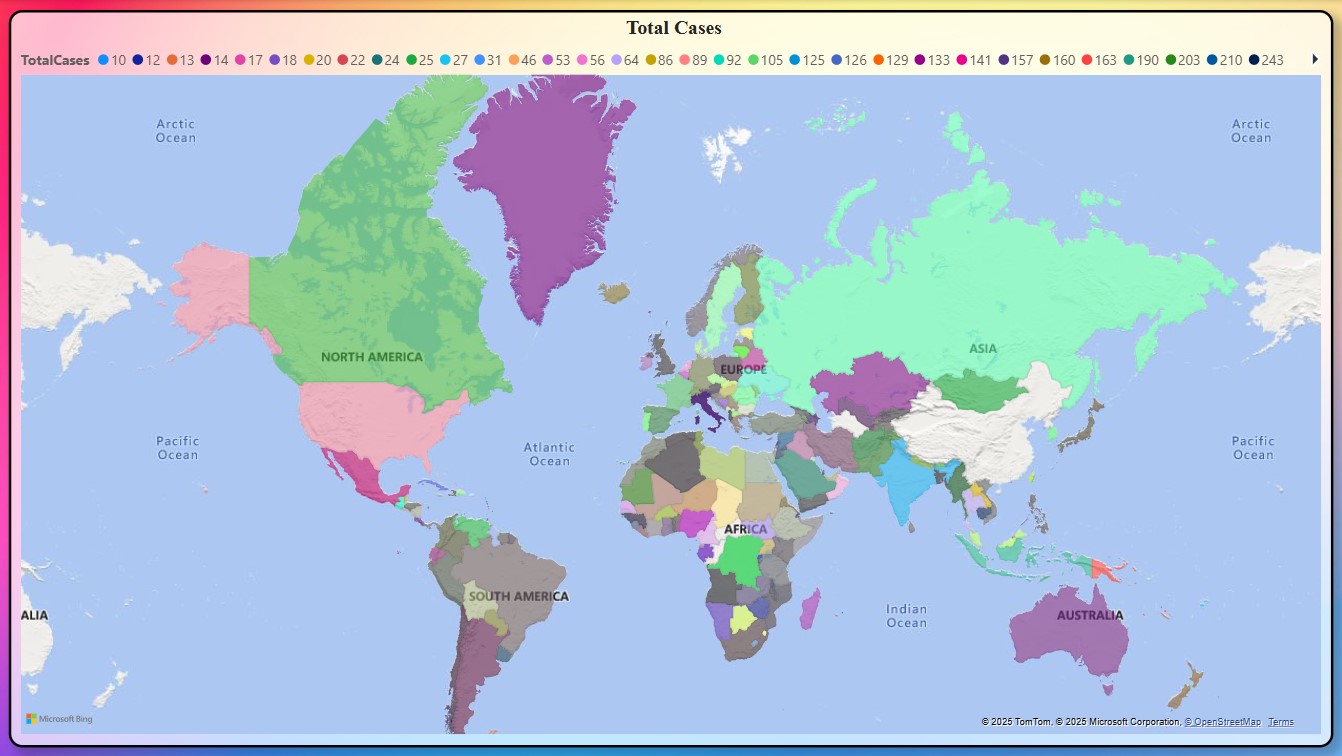 Total Cases
TotalCases 10 12 13 14 17 18 20 22 24 25 27 31 46 53 56 64 86 89 92 105 125 126 129 133 141 157 160 163 190 203 210 243
Arctic
Ocean
Arctic
Ocean
NORTH AMERICA
ASIA
EUROPE
Pacific
Ocean
Atlantic
Ocean
Pacific
Ocean
AFRICA
SOUTH AMERICA
Indian
Ocean
ALIA
AUSTRALIA
Microsoft Bing
© 2025 TomTom, © 2025 Microsoft Corporation, © OpenStreetMap Terms